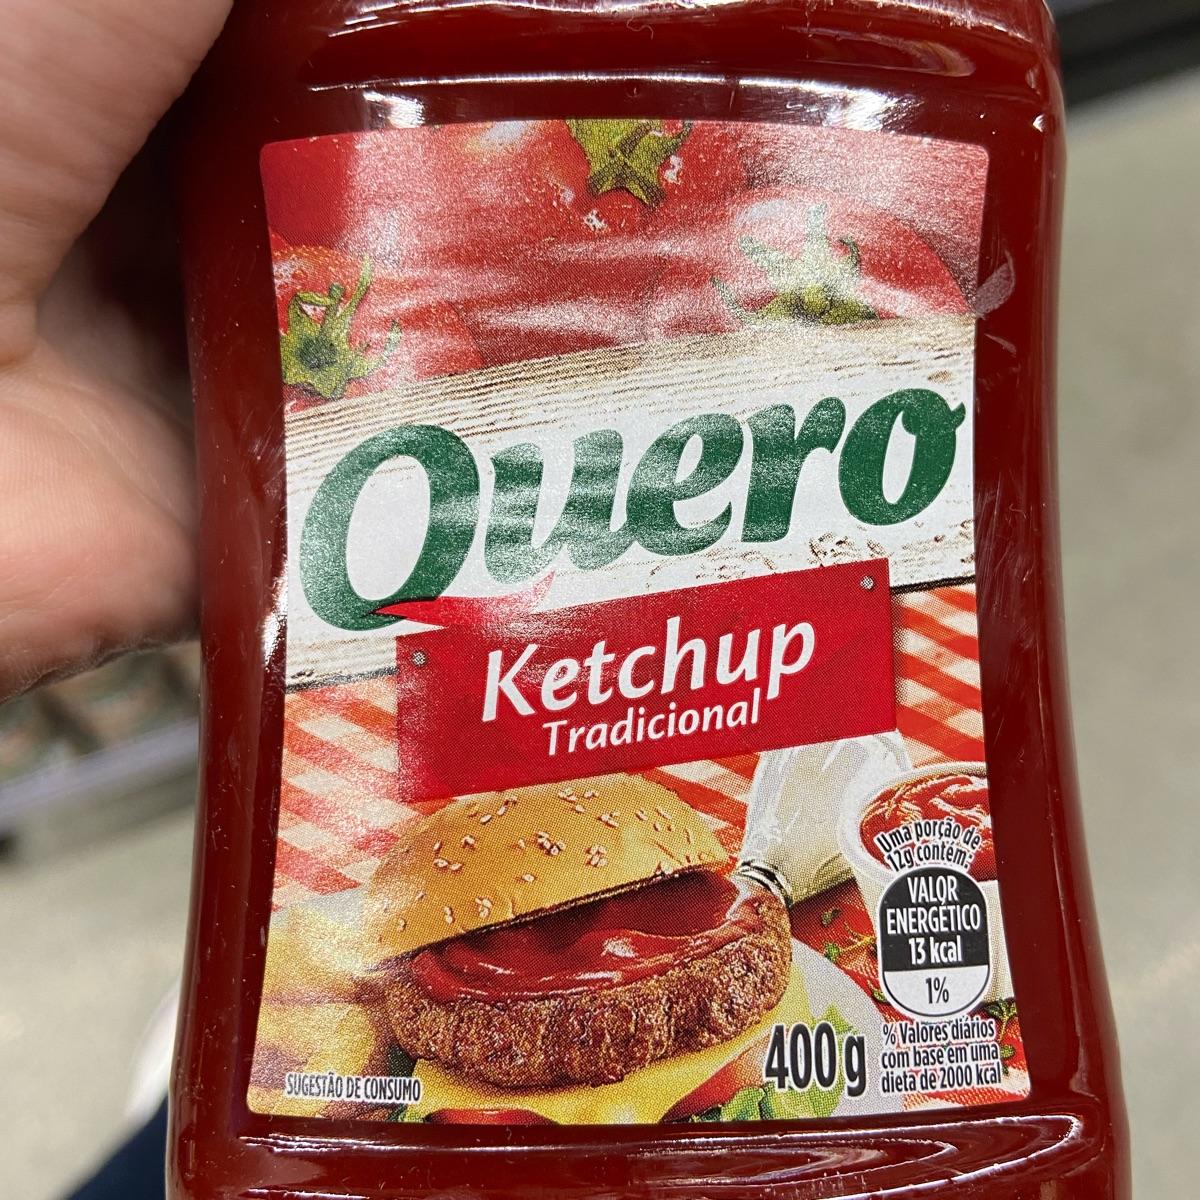 Quero
Ketchup
Tradicional
Uma porção de
12g contém:
VALOR
ENERGÉTICO
13 kcal
1%
% Valores diários
com base em uma
dieta de 2000 kcal
400 g
SUGESTÃO DE CONSUMO